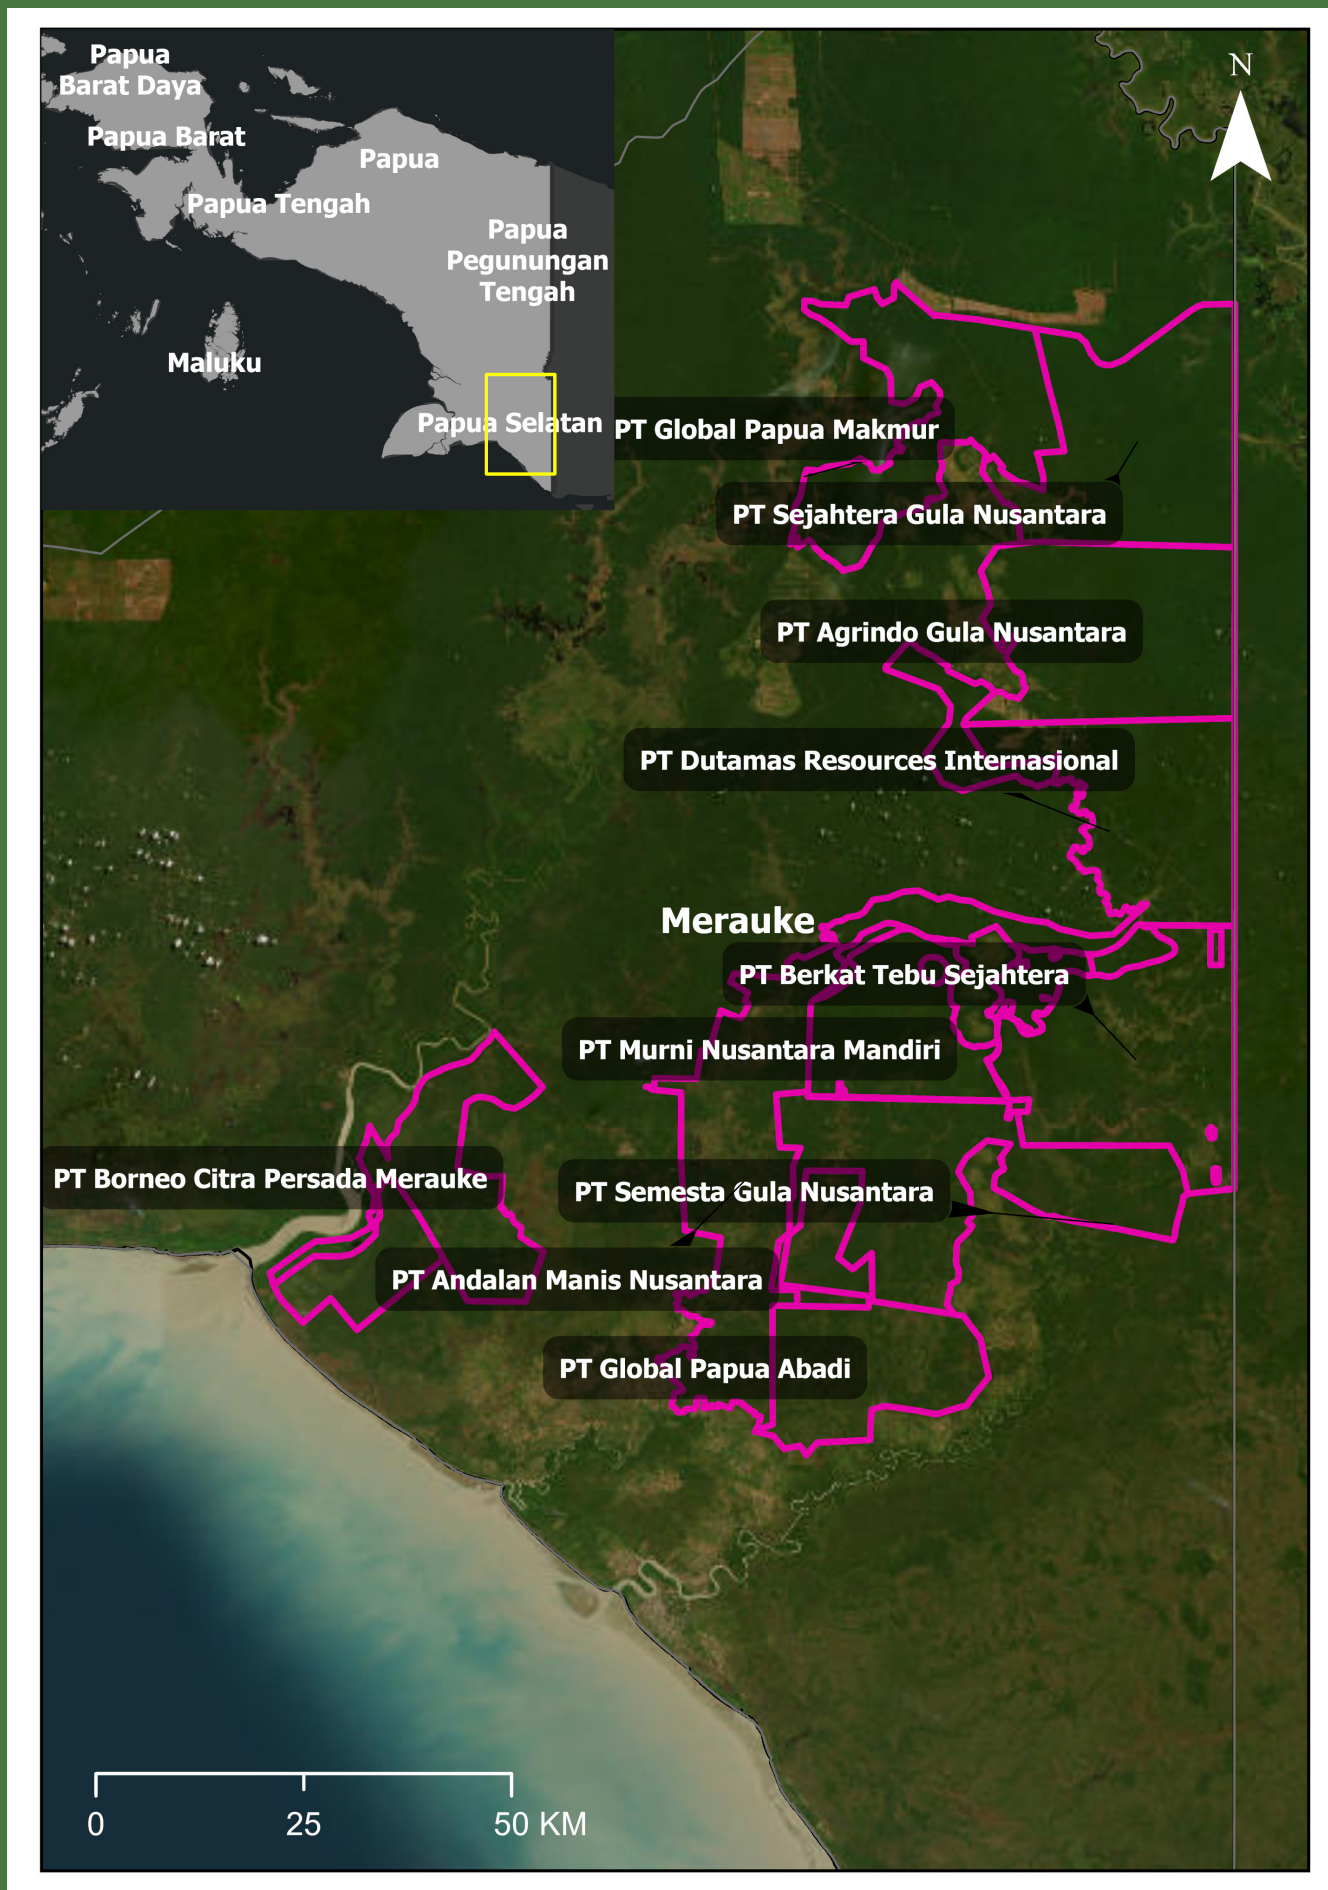 Papua
Barat Daya
Papua Barat
Papua
Papua Tengah
Papua
Pegunungan
Tengah
Maluku
Papua Selatan
N
PT Global Papua Makmur
PT Sejahtera Gula Nusantara
PT Agrindo Gula Nusantara
PT Dutamas Resources Internasional
Merauke
PT Berkat Tebu Sejahtera
PT Murni Nusantara Mandiri
PT Borneo Citra Persada Merauke
PT Semesta Gula Nusantara
PT Andalan Manis Nusantara
PT Global Papua Abadi
0 25 50 KM